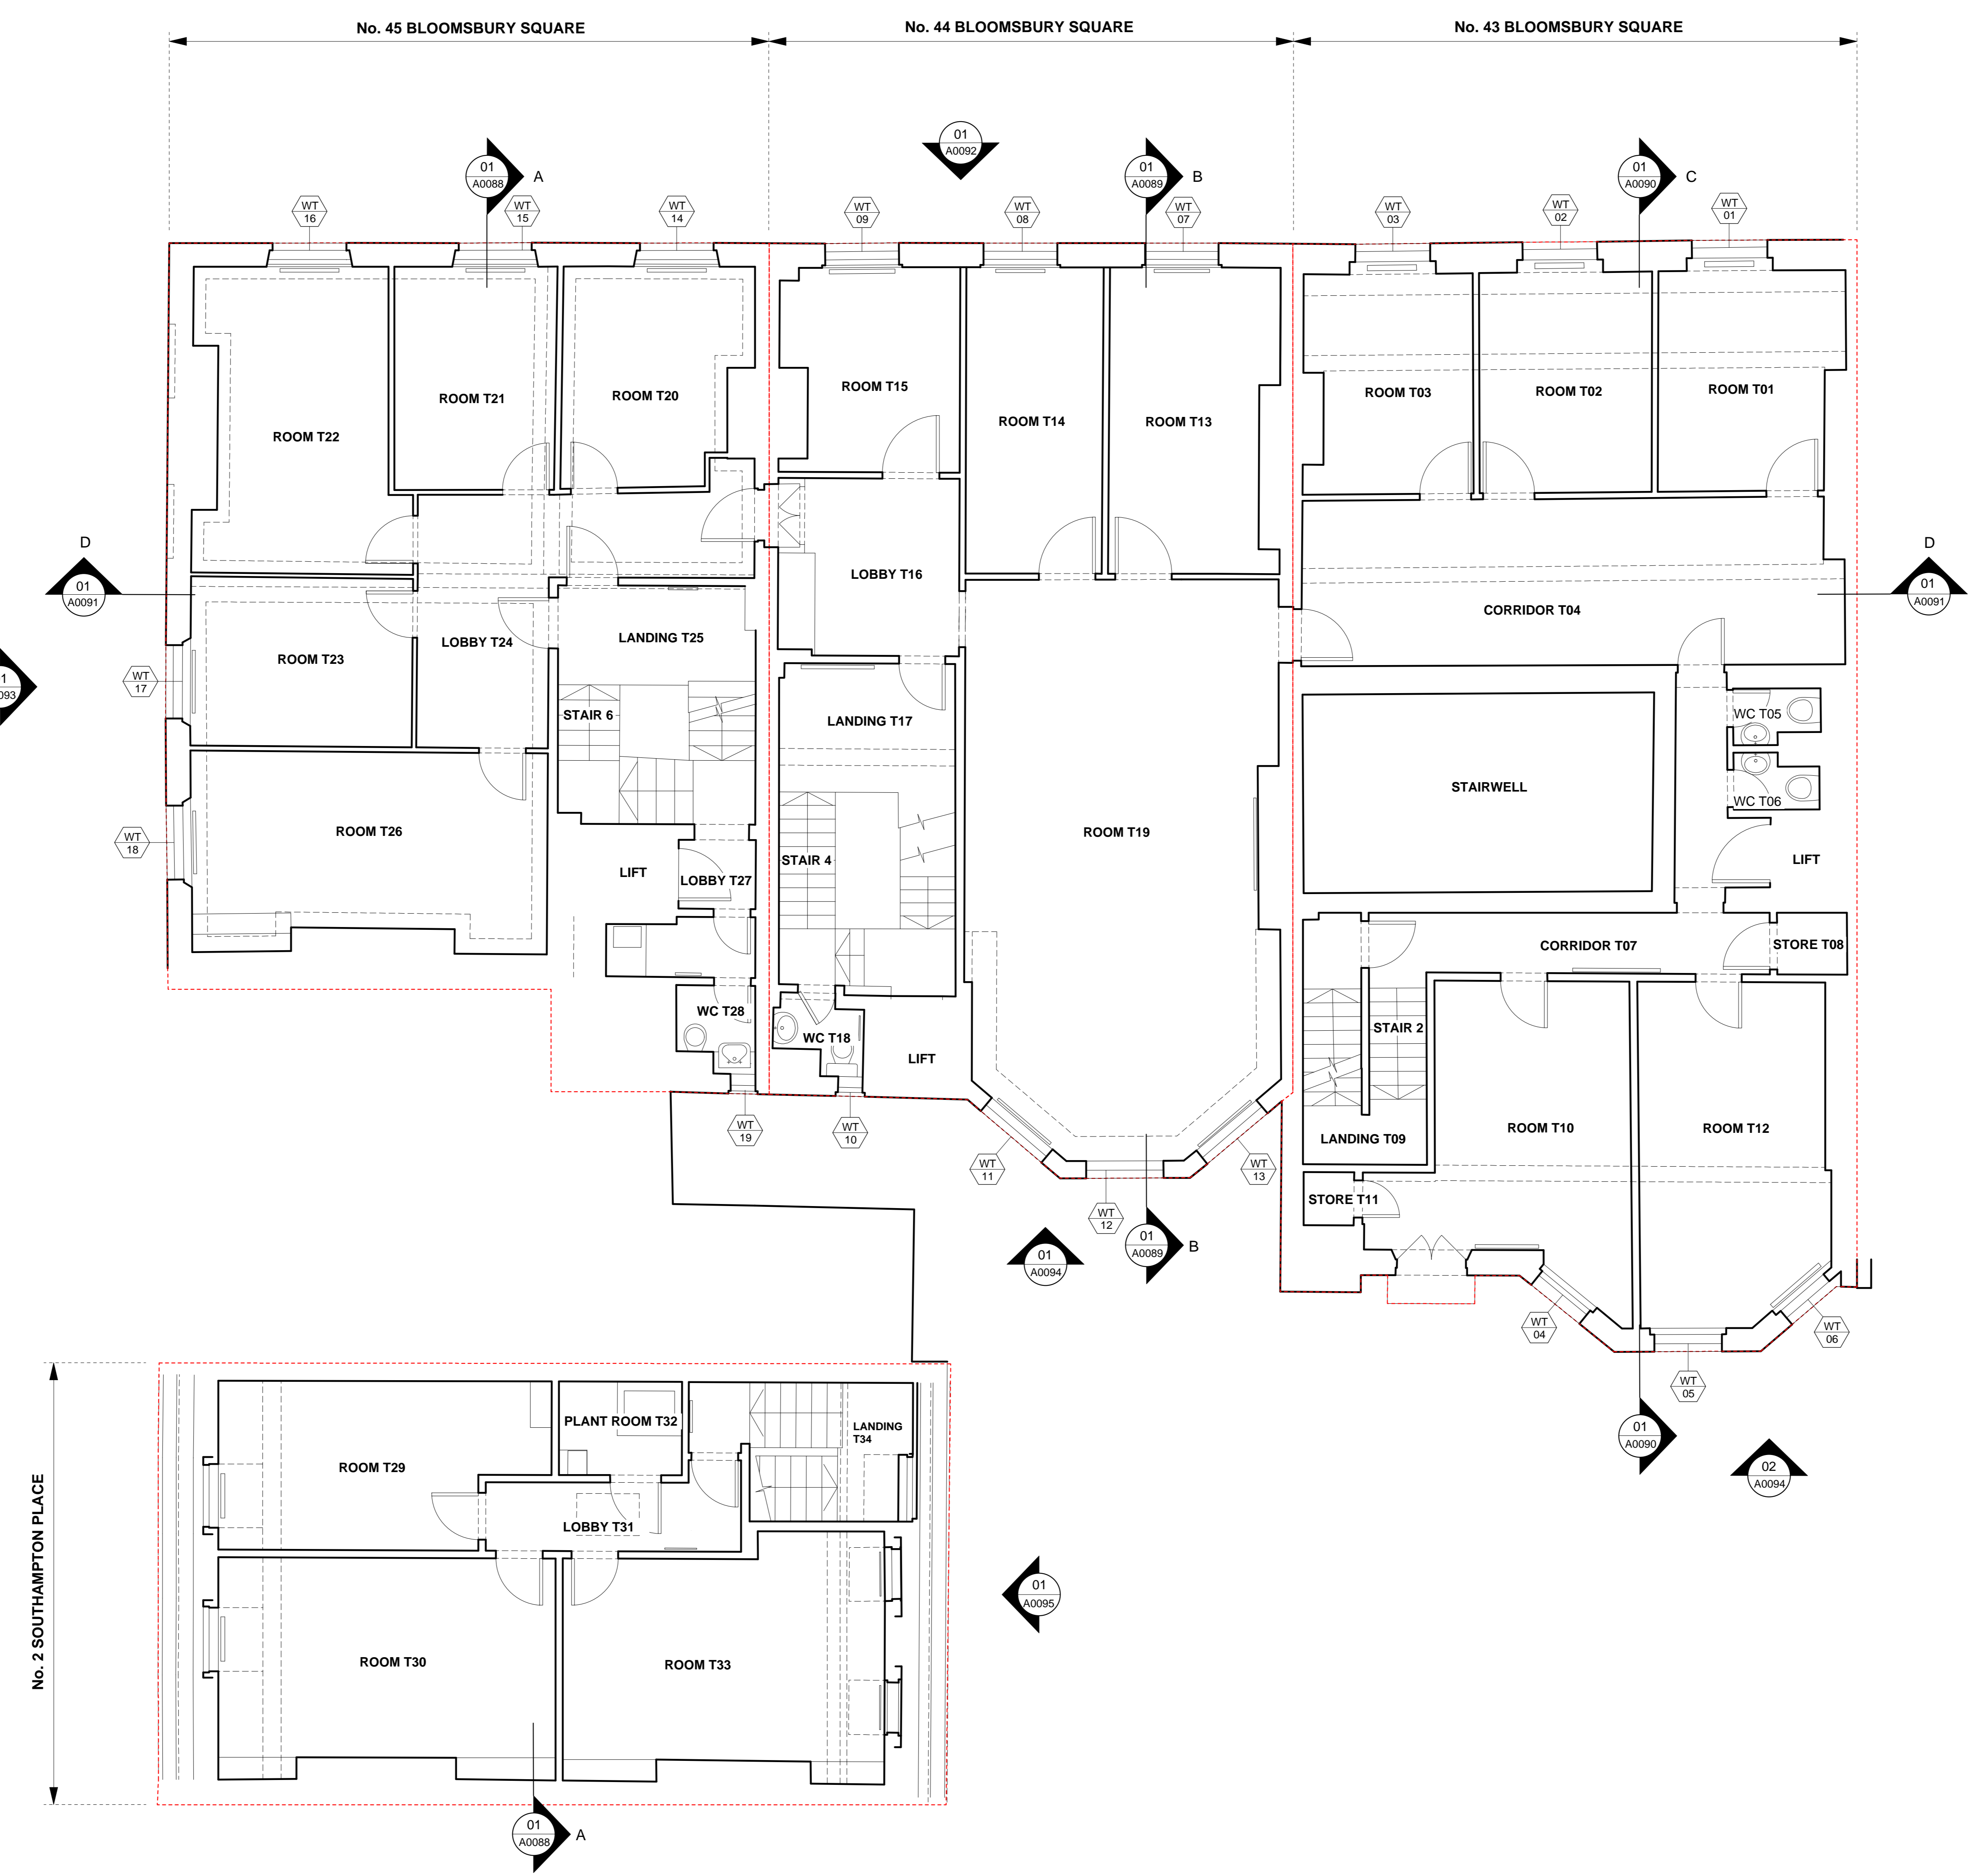 No. 45 BLOOMSBURY SQUARE
No. 44 BLOOMSBURY SQUARE
No. 43 BLOOMSBURY SQUARE
01
A0092
01
A0088
A
01
A0089
B
01
A0090
C
WT
16
WT
15
WT
14
WT
09
WT
08
WT
07
WT
03
WT
02
WT
01
ROOM T22
ROOM T21
ROOM T20
ROOM T15
ROOM T14
ROOM T13
ROOM T03
ROOM T02
ROOM T01
D
01
A0091
LOBBY T16
CORRIDOR T04
D
01
A0091
ROOM T23
LOBBY T24
LANDING T25
1
093
WT
17
STAIR 6
LANDING T17
WC T05
STAIRWELL
WC T06
WT
18
ROOM T26
LIFT
LOBBY T27
STAIR 4
ROOM T19
LIFT
CORRIDOR T07
STORE T08
WC T28
WC T18
LIFT
STAIR 2
WT
19
WT
10
LANDING T09
ROOM T10
ROOM T12
WT
11
WT
13
WT
12
STORE T11
01
A0094
01
A0089
B
WT
04
WT
06
WT
05
01
A0090
02
A0094
No. 2 SOUTHAMPTON PLACE
ROOM T29
PLANT ROOM T32
LANDING
T34
LOBBY T31
01
A0095
ROOM T30
ROOM T33
01
A0088
A